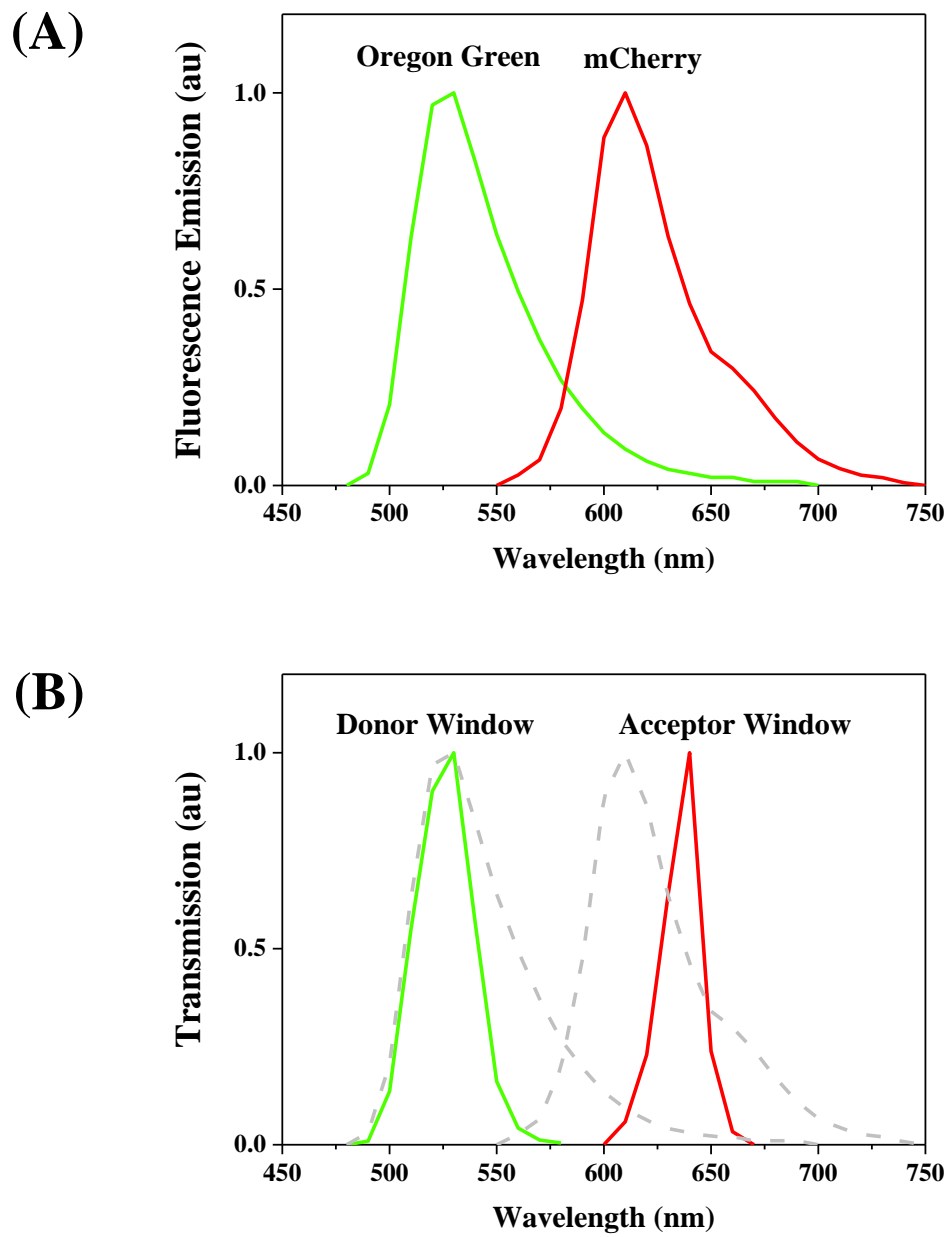 (A)
Oregon Green
mCherry
Fluorescence Emission (au)
1.0
0.5
0.0
450
500
550
600
650
700
750
Wavelength (nm)
(B)
Donor Window
Acceptor Window
Transmission (au)
1.0
0.5
0.0
450
500
550
600
650
700
750
Wavelength (nm)